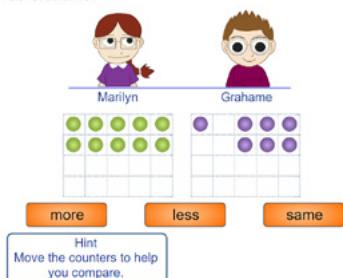 Marilyn
Grahame
more
less
same
Hint
Move the counters to help
you compare.